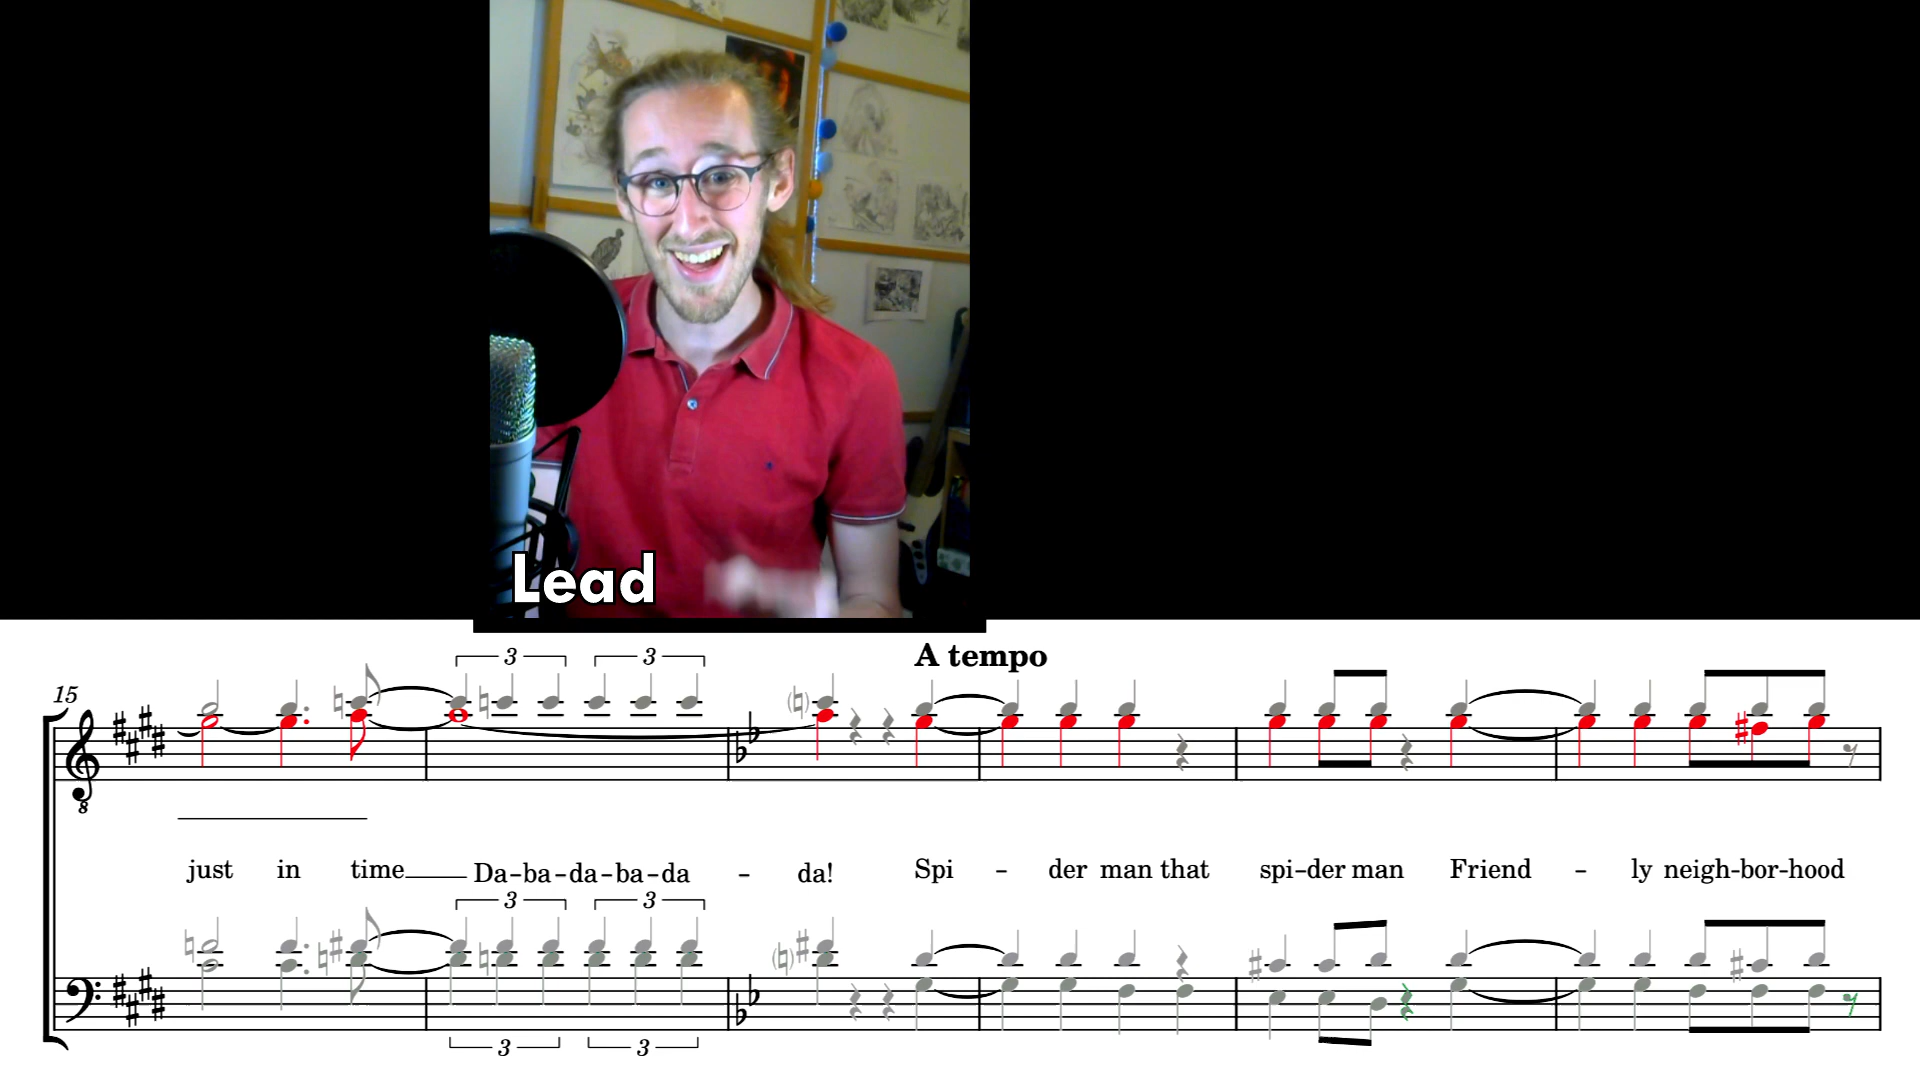 Lead
A tempo
3 3
15
8
just in time Da-ba-da-ba-da - da! Spi - der man that spi-der man Friend - ly neigh-bor-hood
3 3
3 3